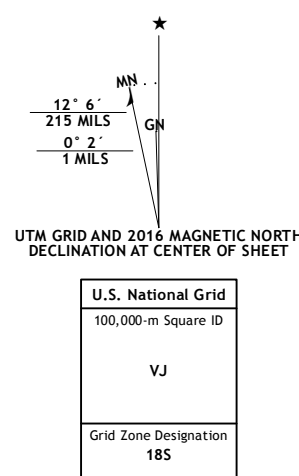 ★
MN
12° 6´
215 MILS
GN
0° 2´
1 MILS
UTM GRID AND 2016 MAGNETIC NORTH
DECLINATION AT CENTER OF SHEET
U.S. National Grid
100,000-m Square ID
VJ
Grid Zone Designation
18S